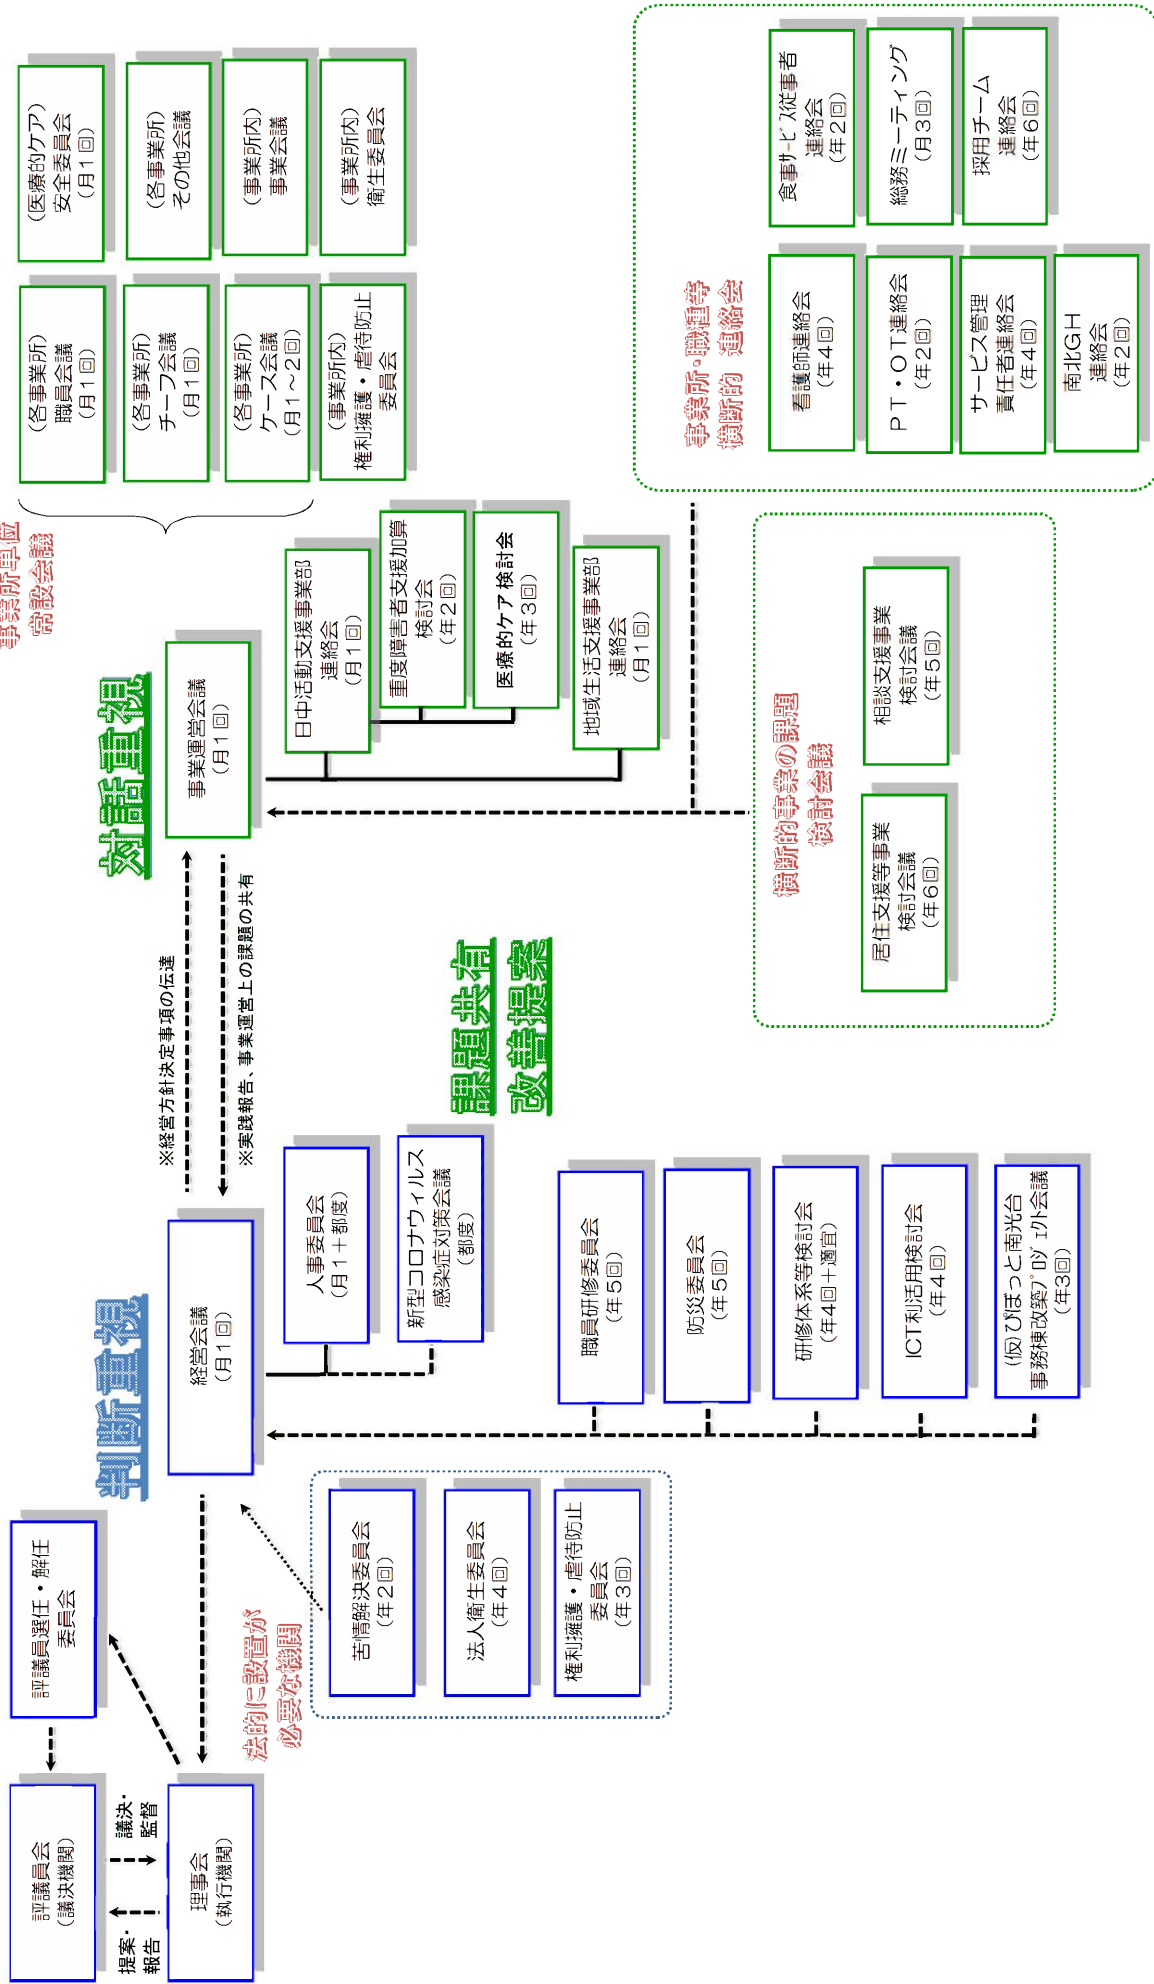 評議員会
(議決機関)
提案・
報告
議決・
監督
理事会
(執行機関)
評議員選任・解任
委員会
判断重視
経営会議
(月1回)
法的に設置が
必要な機関
苦情解決委員会
(年2回)
法人衛生委員会
(年4回)
権利擁護・虐待防止
委員会
(年3回)
人事委員会
(月1+都度)
新型コロナウィルス
感染症対策会議
(都度)
職員研修委員会
(年5回)
防災委員会
(年5回)
研修体系等検討会
(年4回+適宜)
ICT利活用検討会
(年4回)
(仮)ぴぼっと南光台
事務棟改築プロジェクト会議
(年3回)
※経営方針決定事項の伝達
※実践報告、事業運営上の課題の共有
課題共有
改善提案
対話重視
事業運営会議
(月1回)
日中活動支援事業部
連絡会
(月1回)
重度障害者支援加算
検討会
(年2回)
医療的ケア検討会
(年3回)
地域生活支援事業部
連絡会
(月1回)
横断的事業の課題
検討会議
居住支援等事業
検討会議
(年6回)
相談支援事業
検討会議
(年5回)
事業所単位
常設会議
(各事業所)
職員会議
(月1回)
(各事業所)
チーフ会議
(月1回)
(各事業所)
ケース会議
(月1~2回)
(事業所内)
権利擁護・虐待防止
委員会
(医療的ケア)
安全委員会
(月1回)
(各事業所)
その他会議
(事業所内)
事業会議
(事業所内)
衛生委員会
事業所・職種等
横断的 連絡会
看護師連絡会
(年4回)
PT・OT連絡会
(年2回)
サービス管理
責任者連絡会
(年4回)
南北GH
連絡会
(年2回)
食事サービス従事者
連絡会
(年2回)
総務ミーティング
(月3回)
採用チーム
連絡会
(年6回)